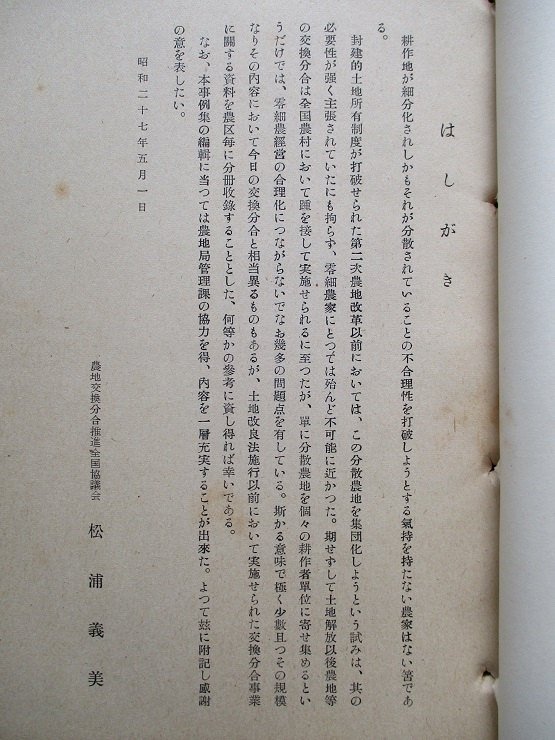 はしがき
耕作地が細分化されしかもそれが分散されていることの不合理性を打破しようとする氣持を持たない農家はない筈であ
る。
封建的土地所有制度が打破せられた第二次農地改革以前においては、この分散農地を集団化しようという試みは、其の
必要性が強く主張されていたにも拘らず、零細農家にとつては殆んど不可能に近かつた。期せずして土地解放以後農地等
の交換分合は全国農村において踵を接して実施せられるに至つたが、單に分散農地を個々の耕作者單位に寄せ集めるとい
うだけでは、零細農経営の合理化につながらないでなお幾多の問題点を有している。斯かる意味で極く少數且つその規模
なりその内容において今日の交換分合と相当異るものもあるが、土地改良法施行以前において実施せられた交換分合事業
に關する資料を農区毎に分冊收錄することとした、何等かの參考に資し得れば幸いである。
なお、本事例集の編輯に当つては農地局管理課の協力を得、内容を一層充実することが出來た。よつて玆に附記し感謝
の意を表したい。
昭和二十七年五月一日
農地交換分合推進全国協議会 松浦義美